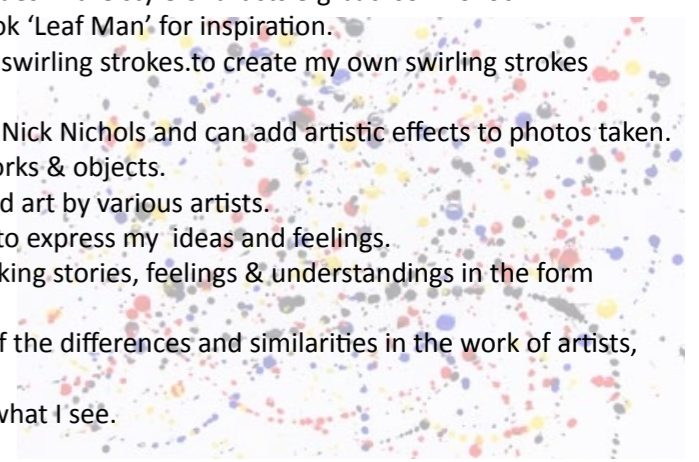 ok ‘Leaf Man’ for inspiration.
swirling strokes.to create my own swirling strokes
Nick Nichols and can add artistic effects to photos taken.
orks & objects.
d art by various artists.
to express my ideas and feelings.
king stories, feelings & understandings in the form
f the differences and similarities in the work of artists,
what I see.